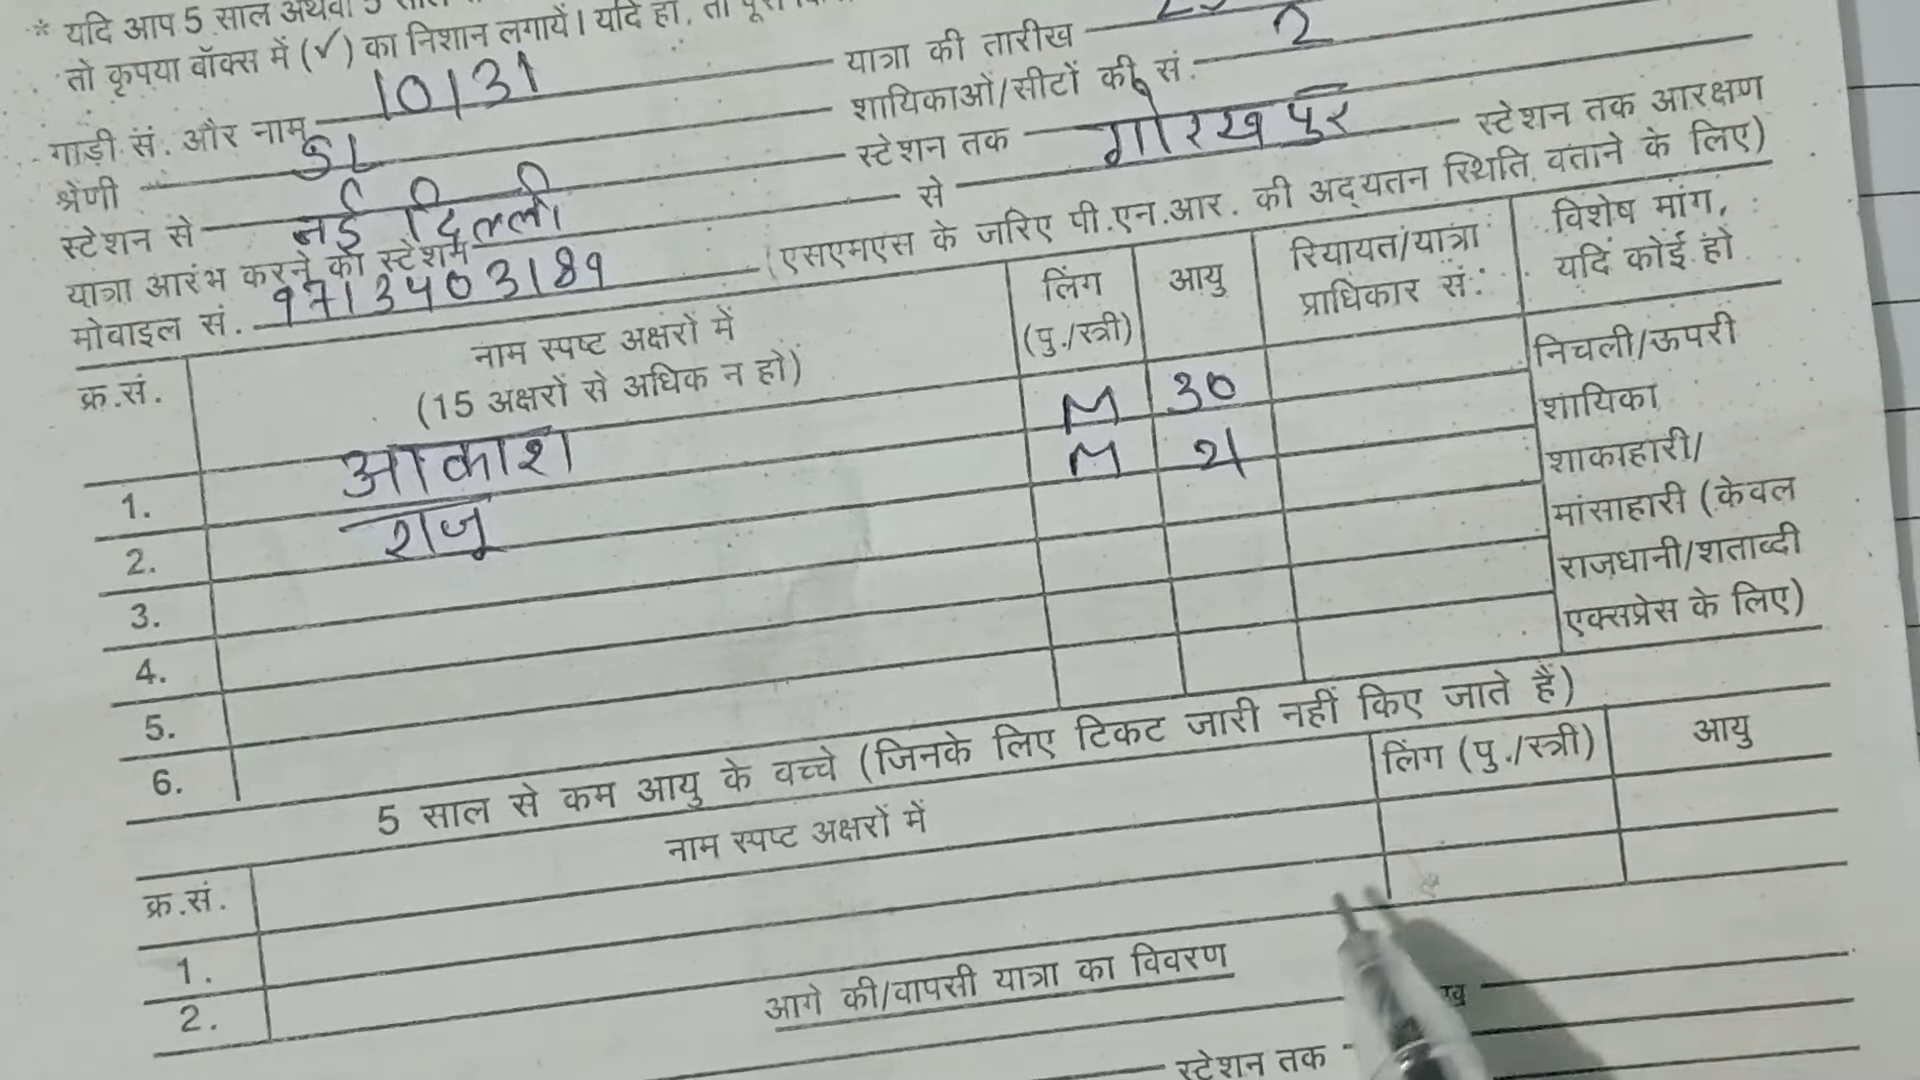 * यदि आप 5 साल अथवा
तो कृपया बॉक्स में (✓) का निशान लगायें। यदि हां, तो
गाड़ी सं. और नाम 10131 यात्रा की तारीख
श्रेणी SL शायिकाओं/सीटों की सं. 2
स्टेशन से नई दिल्ली स्टेशन तक गोरखपुर स्टेशन तक आरक्षण
यात्रा आरंभ करने का स्टेशन से
मोबाइल सं. 9713403189 (एसएमएस के जरिए पी.एन.आर. की अद्यतन स्थिति बताने के लिए)
क्र.सं. नाम स्पष्ट अक्षरों में (15 अक्षरों से अधिक न हो) लिंग (पु./स्त्री) आयु रियायत/यात्रा प्राधिकार सं. विशेष मांग, यदि कोई हो
1. आकाश M 30
2. राजू M 21
3.
4.
5.
6.
निचली/ऊपरी
शायिका
शाकाहारी/
मांसाहारी (केवल
राजधानी/शताब्दी
एक्सप्रेस के लिए)
5 साल से कम आयु के बच्चे (जिनके लिए टिकट जारी नहीं किए जाते हैं)
क्र.सं. नाम स्पष्ट अक्षरों में लिंग (पु./स्त्री) आयु
1.
2.
आगे की/वापसी यात्रा का विवरण
स्टेशन तक